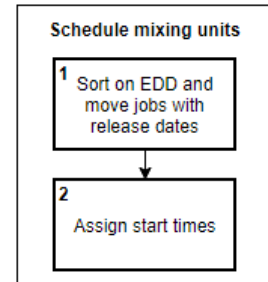 Schedule mixing units
1
Sort on EDD and
move jobs with
release dates
2
Assign start times